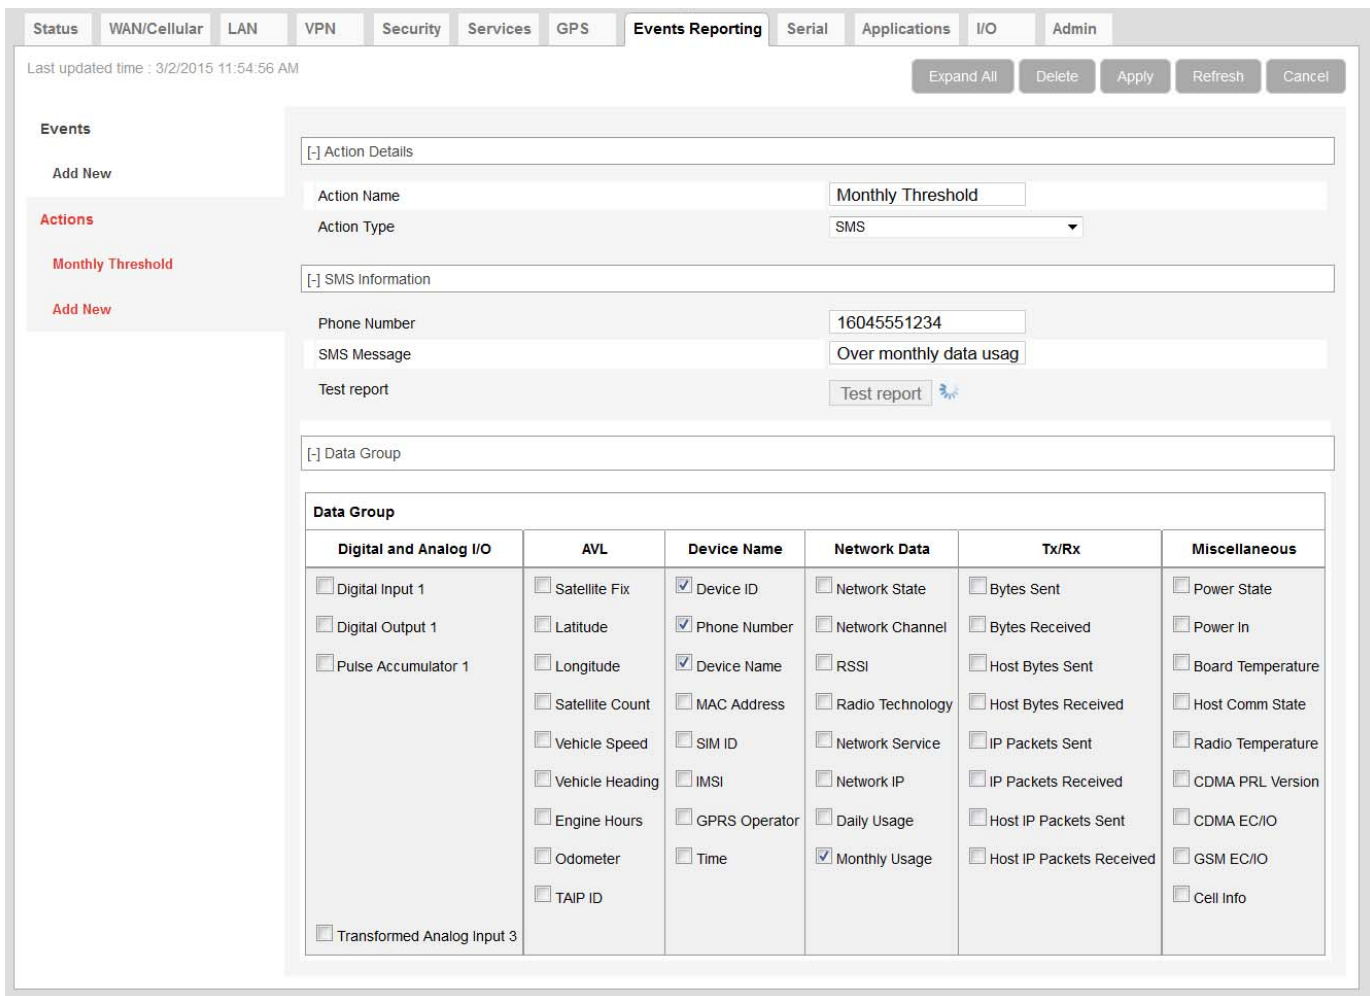 Status WAN/Cellular LAN VPN Security Services GPS Events Reporting Serial Applications I/O Admin
Last updated time : 3/2/2015 11:54:56 AM
Expand All Delete Apply Refresh Cancel
Events
Add New
Actions
Monthly Threshold
Add New
[-] Action Details
Action Name Monthly Threshold
Action Type SMS
[-] SMS Information
Phone Number 16045551234
SMS Message Over monthly data usag
Test report Test report
[-] Data Group
Data Group
Digital and Analog I/O AVL Device Name Network Data Tx/Rx Miscellaneous
Digital Input 1 Satellite Fix Device ID Network State Bytes Sent Power State
Digital Output 1 Latitude Phone Number Network Channel Bytes Received Power In
Pulse Accumulator 1 Longitude Device Name RSSI Host Bytes Sent Board Temperature
Satellite Count MAC Address Radio Technology Host Bytes Received Host Comm State
Vehicle Speed SIM ID Network Service IP Packets Sent Radio Temperature
Vehicle Heading IMSI Network IP IP Packets Received CDMA PRL Version
Engine Hours GPRS Operator Daily Usage Host IP Packets Sent CDMA EC/IO
Odometer Time Monthly Usage Host IP Packets Received GSM EC/IO
TAIP ID Cell Info
Transformed Analog Input 3